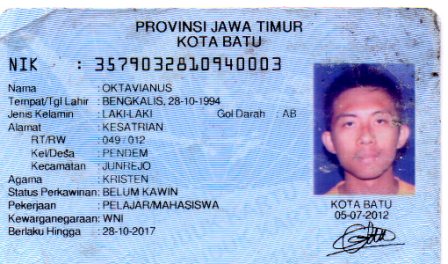 PROVINSI JAWA TIMUR
KOTA BATU
NIK : 3579032810940003
Nama : OKTAVIANUS
Tempat/Tgl Lahir : BENGKALIS, 28-10-1994
Jenis Kelamin : LAKI-LAKI Gol Darah : AB
Alamat : KESATRIAN
RT/RW : 049 / 012
Kel/Desa : PENDEM
Kecamatan : JUNREJO
Agama : KRISTEN
Status Perkawinan: BELUM KAWIN
Pekerjaan : PELAJAR/MAHASISWA
Kewarganegaraan: WNI
Berlaku Hingga : 28-10-2017
KOTA BATU
05-07-2012